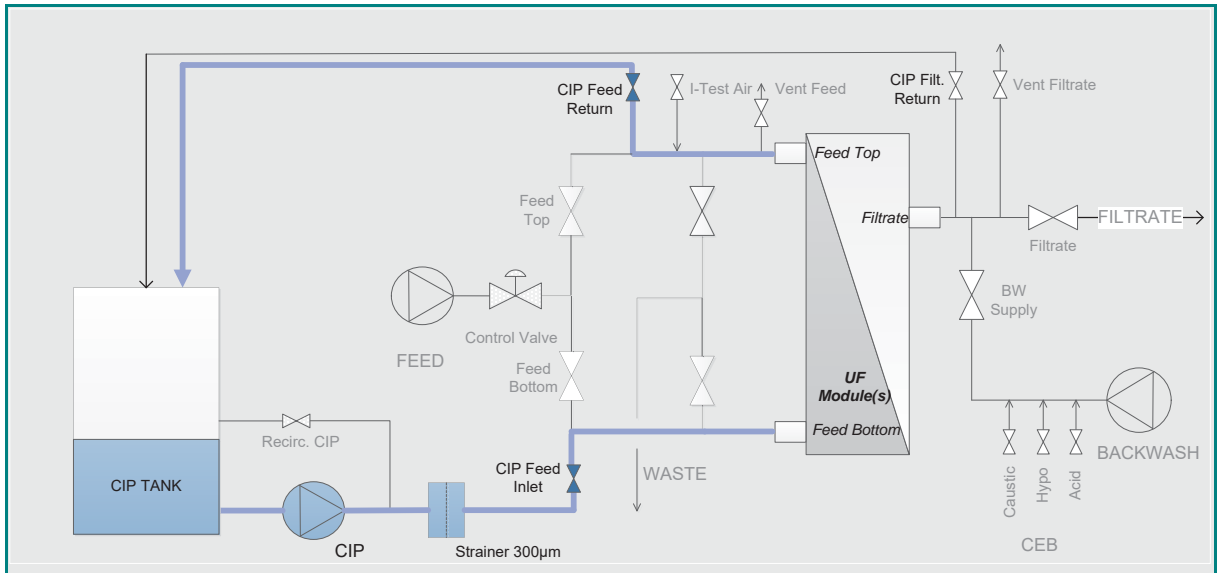 CIP Feed
Return
I-Test Air
Vent Feed
CIP Filt.
Return
Vent Filtrate
Feed Top
Feed
Top
Filtrate
FILTRATE
Filtrate
BW
Supply
Control Valve
FEED
Feed
Bottom
UF
Module(s)
Feed Bottom
Recirc. CIP
CIP TANK
CIP Feed
Inlet
WASTE
BACKWASH
Caustic
Hypo
Acid
CIP
Strainer 300µm
CEB